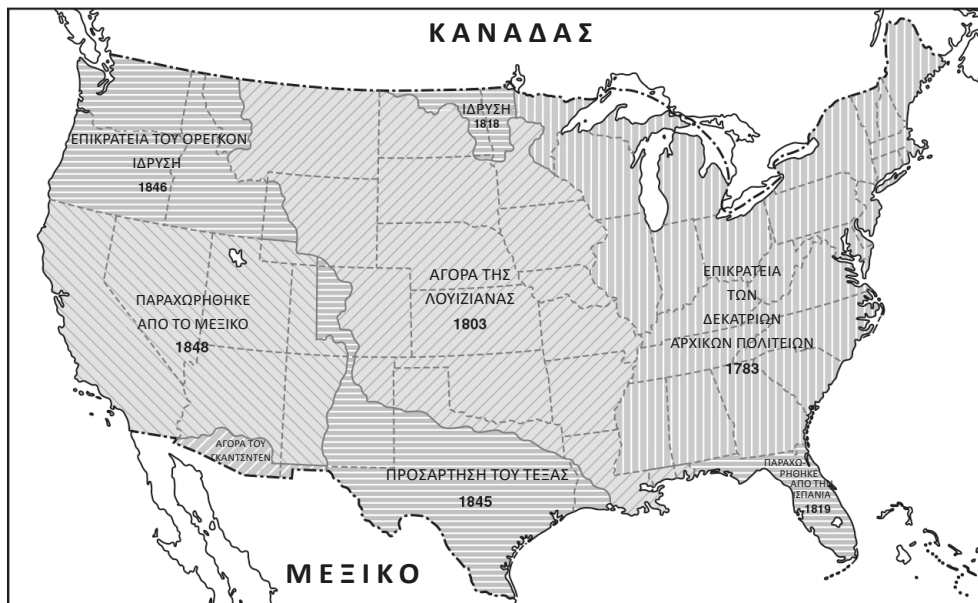 ΚΑΝΑΔΑΣ
ΙΔΡΥΣΗ
1818
ΕΠΙΚΡΑΤΕΙΑ ΤΟΥ ΟΡΕΓΚΟΝ
ΙΔΡΥΣΗ
1846
ΠΑΡΑΧΩΡΗΘΗΚΕ
ΑΠΟ ΤΟ ΜΕΞΙΚΟ
1848
ΑΓΟΡΑ ΤΗΣ
ΛΟΥΙΖΙΑΝΑΣ
1803
ΕΠΙΚΡΑΤΕΙΑ
ΤΩΝ
ΔΕΚΑΤΡΙΩΝ
ΑΡΧΙΚΩΝ ΠΟΛΙΤΕΙΩΝ
1783
ΑΓΟΡΑ ΤΟΥ
ΓΚΑΝΤΣΝΤΕΝ
ΠΡΟΣΑΡΤΗΣΗ ΤΟΥ ΤΕΞΑΣ
1845
ΠΑΡΑΧΩ-
ΡΗΘΗΚΕ
ΑΠΟ ΤΗΝ
ΙΣΠΑΝΙΑ
1819
ΜΕΞΙΚΟ